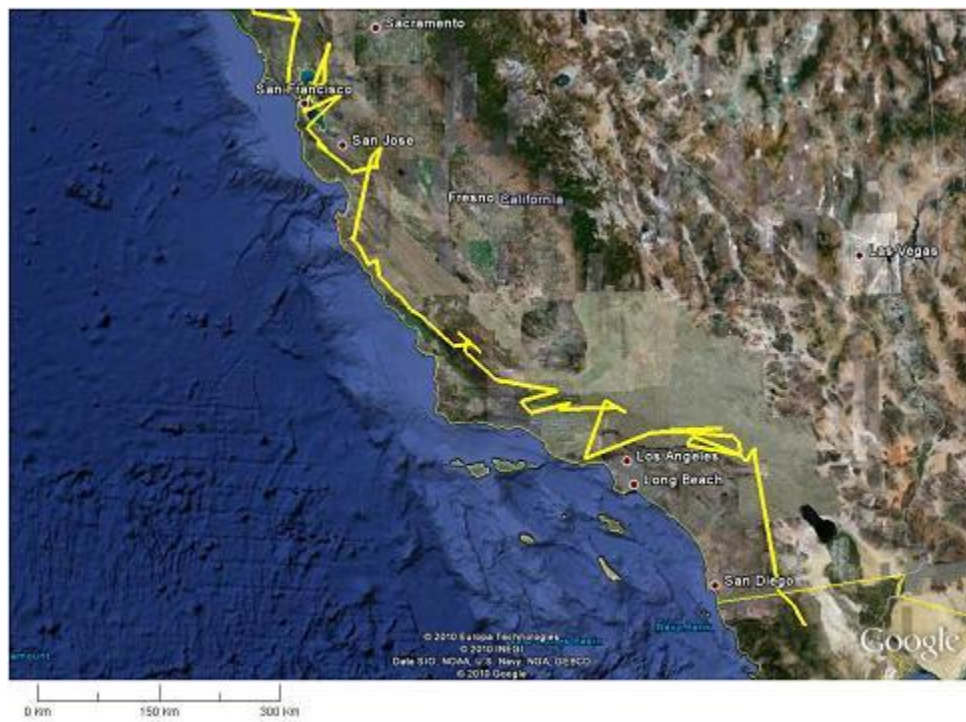 Sacramento
San Francisco
San Jose
Fresno California
Las Vegas
Los Angeles
Long Beach
San Diego
© 2010 Europa Technologies
© 2010 INEGI
Data SIO, NOAA, U.S. Navy, NGA, GEBCO
© 2010 Google
Google
0 km 150 km 300 km